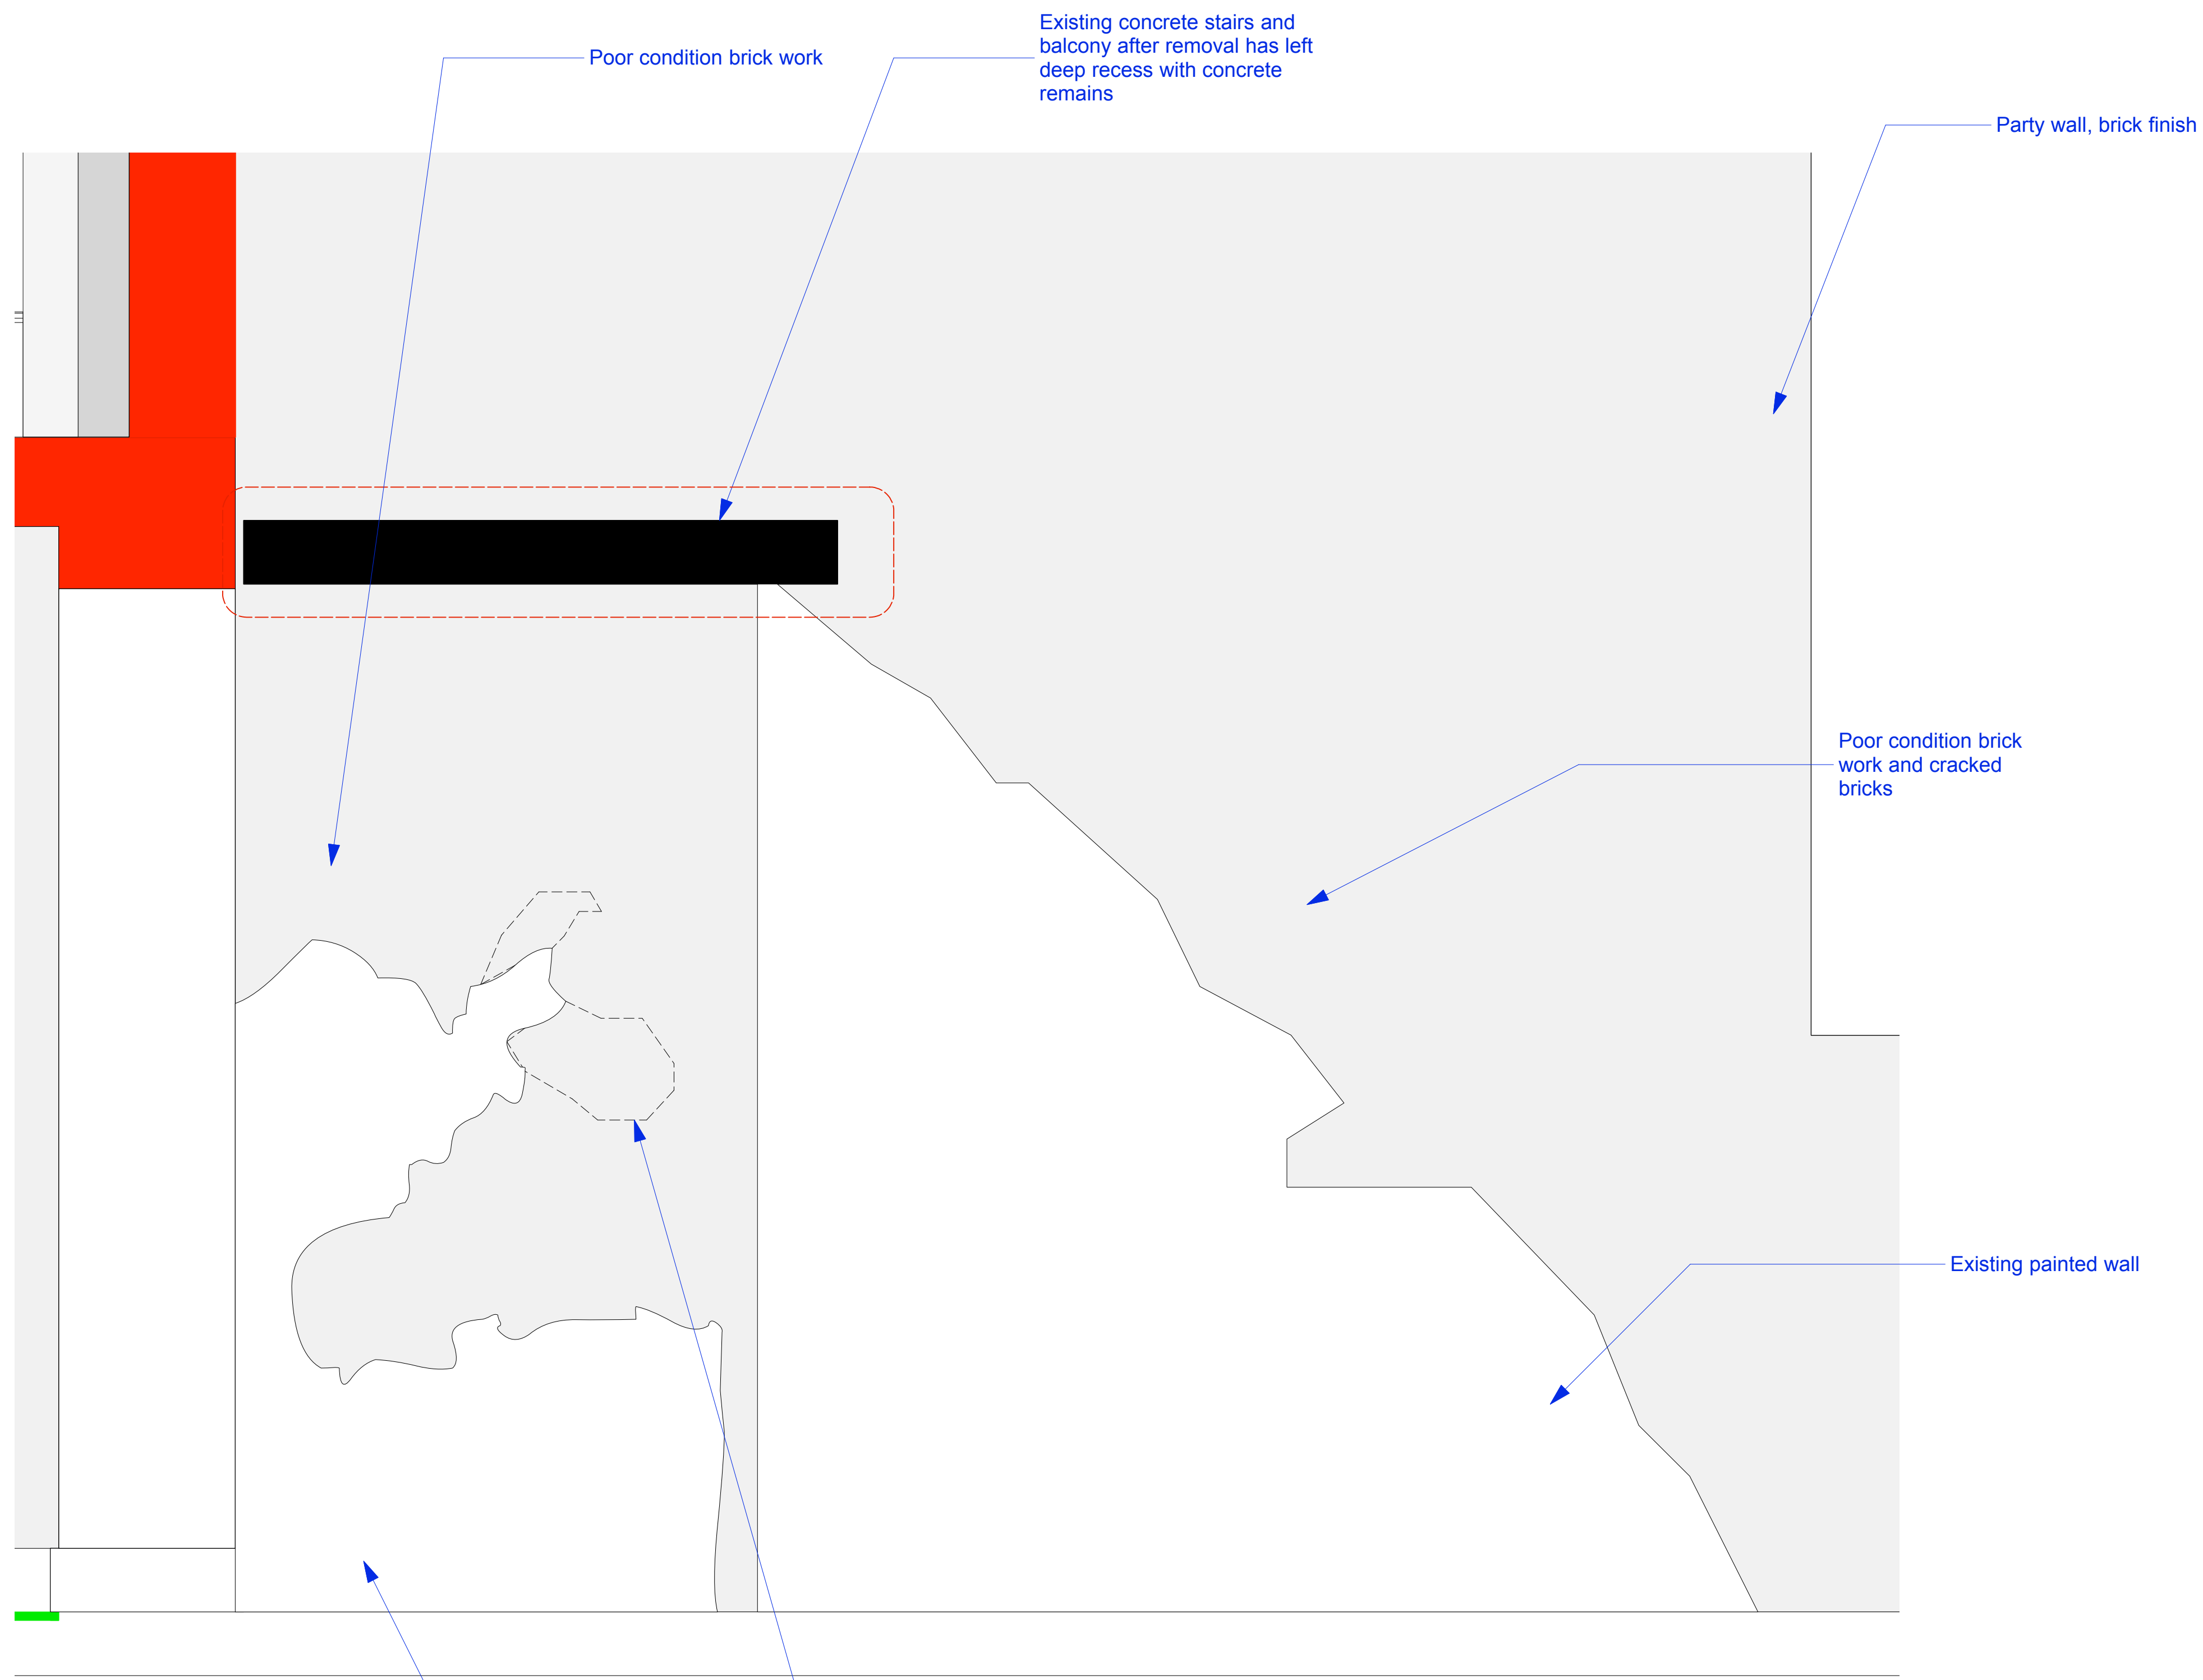 Existing concrete stairs and
balcony after removal has left
deep recess with concrete
remains
Poor condition brick work
Party wall, brick finish
Poor condition brick
work and cracked
bricks
Existing painted wall